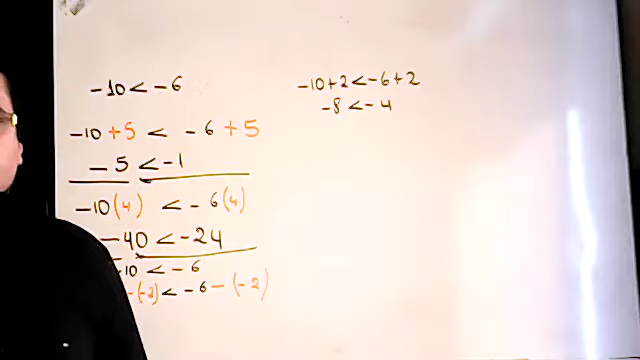 -10 < -6
-10 +5 < -6 +5
-5 < -1
-10(4) < -6(4)
-40 < -24
-10 < -6
-(-2) < -6 -(-2)
-10+2 < -6+2
-8 < -4